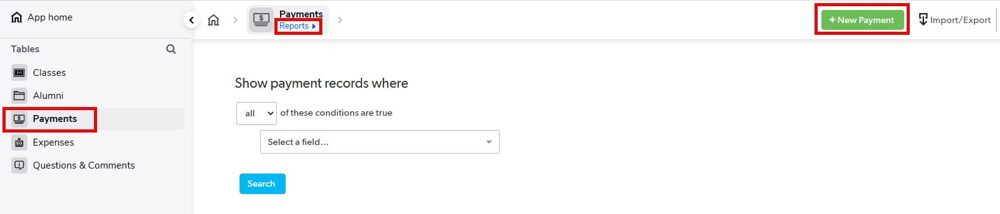 App home
Tables
Classes
Alumni
Payments
Expenses
Questions & Comments
Payments
Reports
+ New Payment
Import/Export
Show payment records where
all of these conditions are true
Select a field...
Search